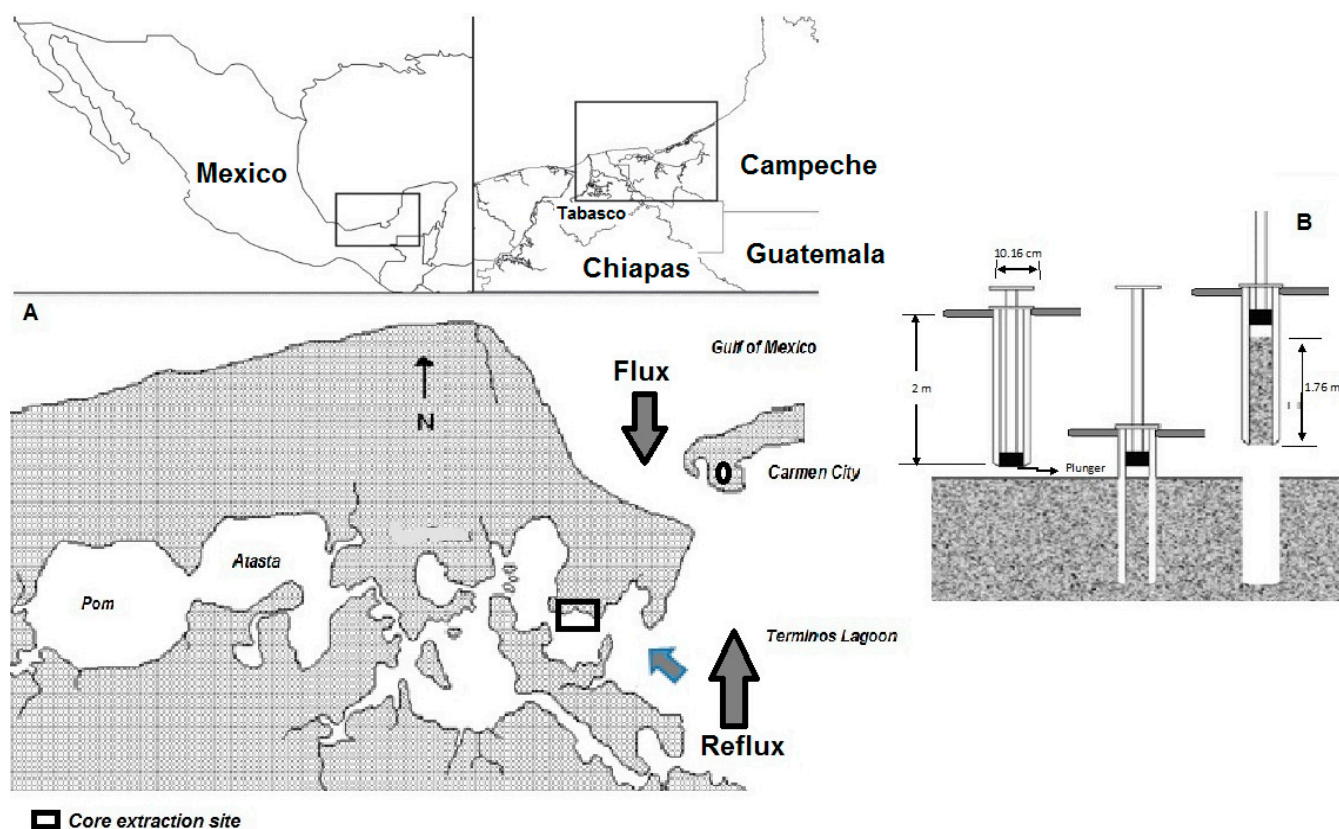 Mexico
Campeche
Tabasco
Guatemala
Chiapas
A
Gulf of Mexico
Flux
N
Carmen City
Atasta
Pom
Terminos Lagoon
Reflux
Core extraction site
B
10.16 cm
2 m
1.76 m
Plunger